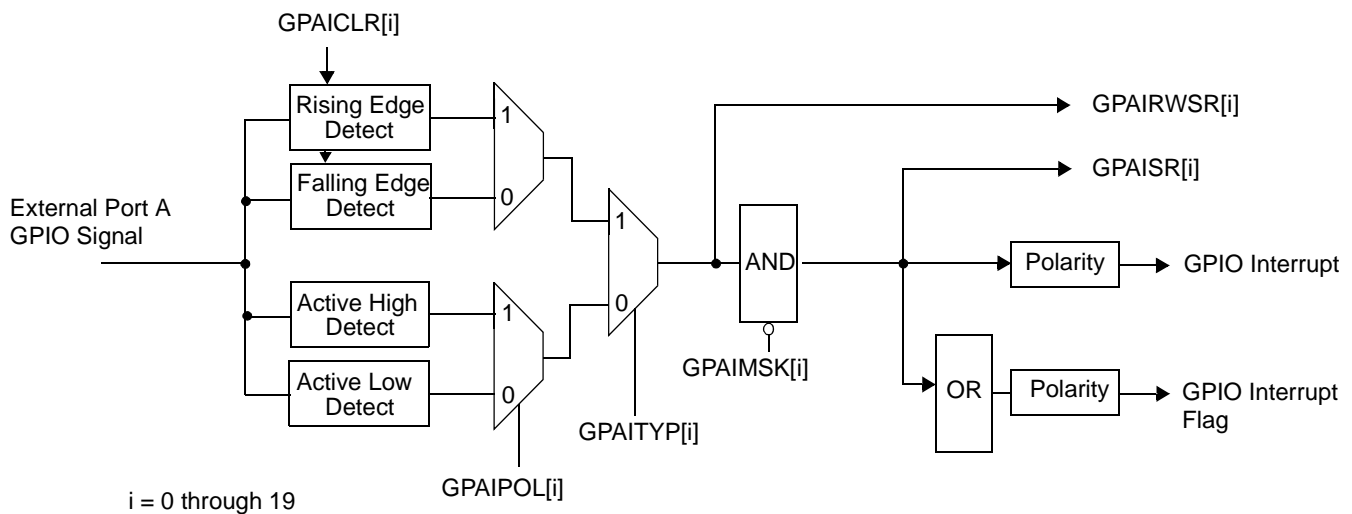 GPAICLR[i]
Rising Edge
Detect
1
GPAIRWSR[i]
Falling Edge
Detect
0
GPAISR[i]
External Port A
GPIO Signal
1
AND
Polarity
GPIO Interrupt
Active High
Detect
1
0
GPAIMSK[i]
Active Low
Detect
0
OR
Polarity
GPIO Interrupt
Flag
GPAITYP[i]
GPAIPOL[i]
i = 0 through 19